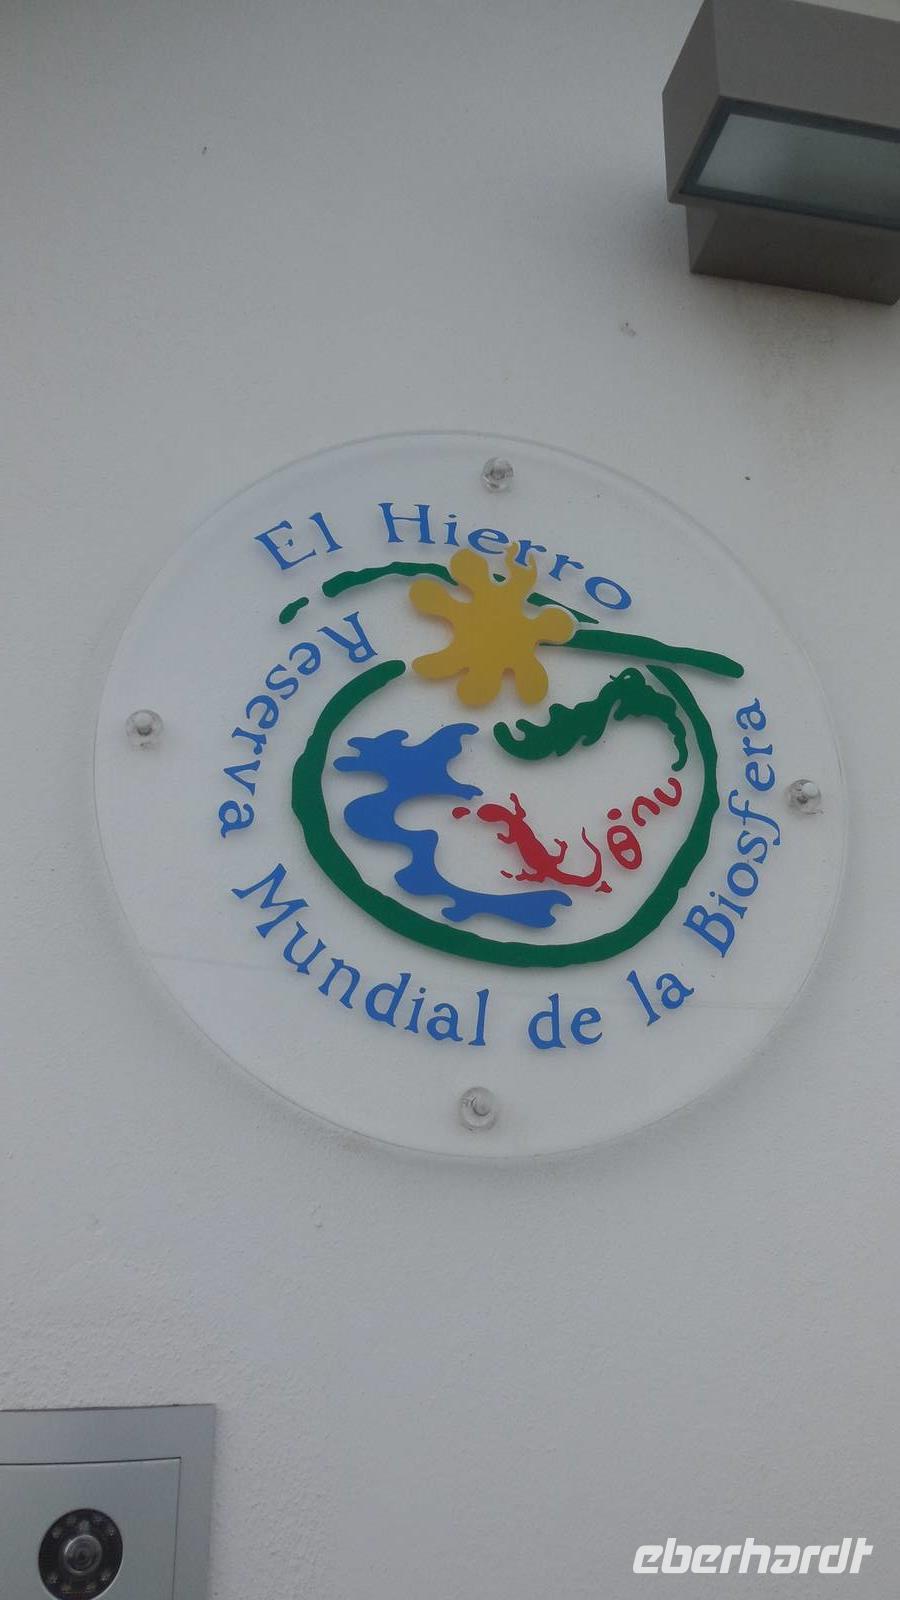 El Hierro
Reserva Mundial de la Biosfera
eberhardt